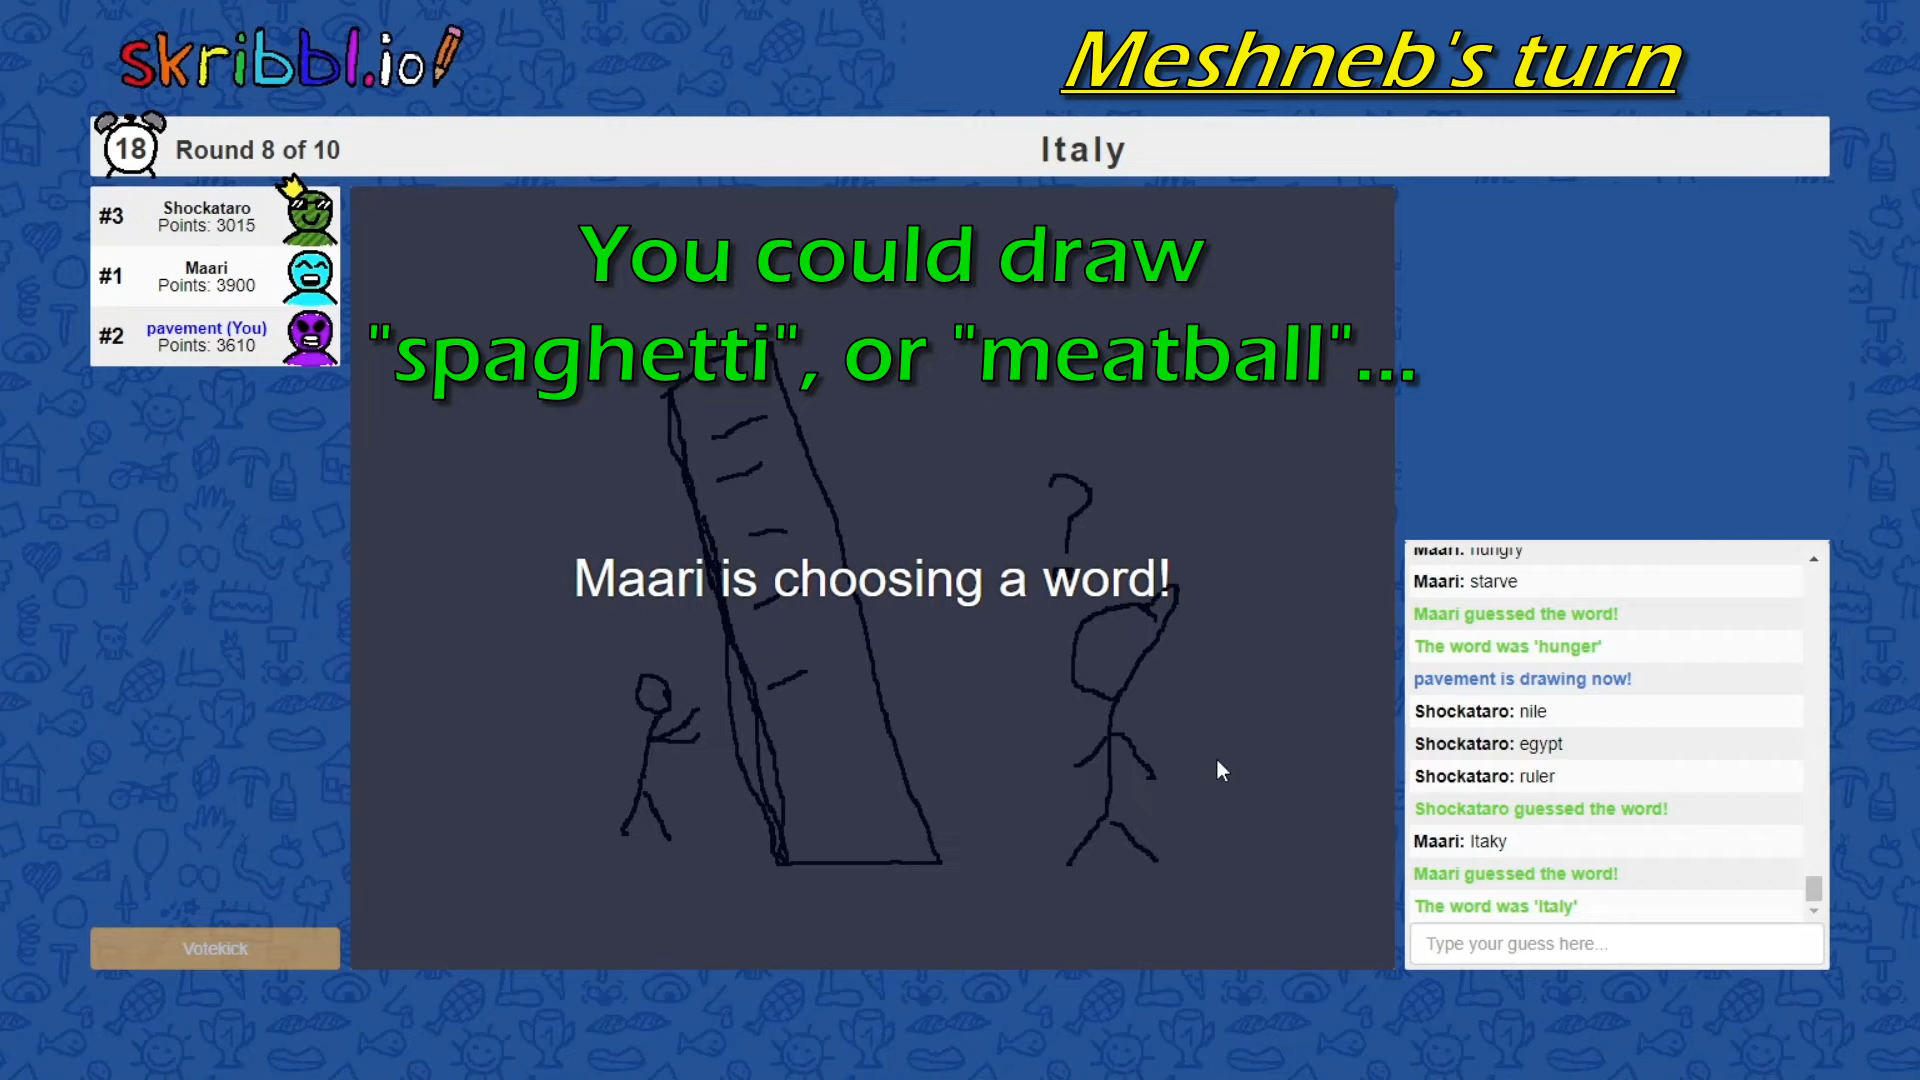 skribbl.io
Meshneb's turn
18
Round 8 of 10
Italy
#3
Shockataro
Points: 3015
#1
Maari
Points: 3900
#2
pavement (You)
Points: 3610
You could draw
"spaghetti", or "meatball"...
?
Maari is choosing a word!
Maari: hungry
Maari: starve
Maari guessed the word!
The word was 'hunger'
pavement is drawing now!
Shockataro: nile
Shockataro: egypt
Shockataro: ruler
Shockataro guessed the word!
Maari: Itaky
Maari guessed the word!
The word was 'Italy'
Type your guess here...
Votekick